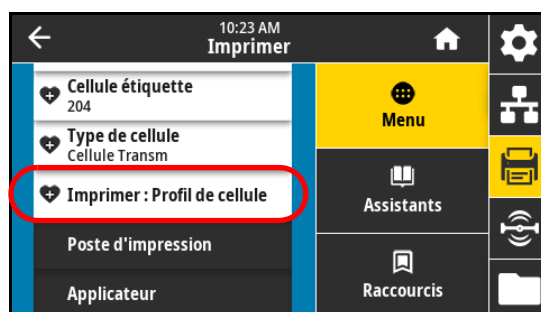 10:23 AM
Imprimer
Cellule étiquette
204
Type de cellule
Cellule Transm
Imprimer : Profil de cellule
Poste d'impression
Applicateur
Menu
Assistants
Raccourcis